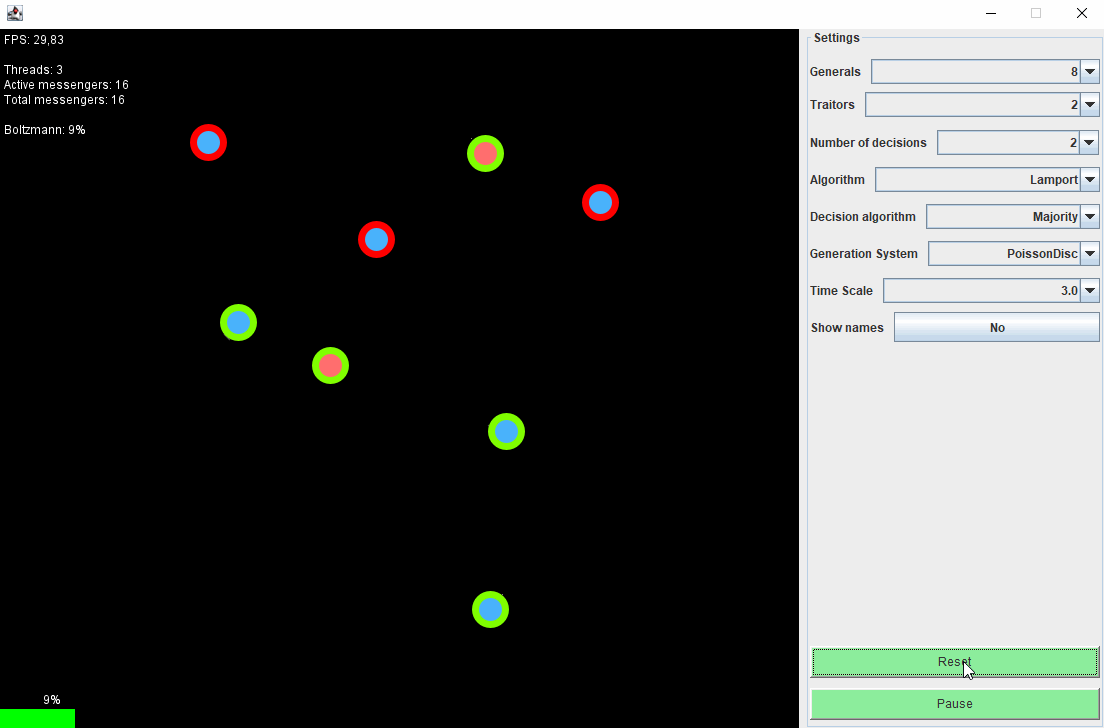 FPS: 29,83
Threads: 3
Active messengers: 16
Total messengers: 16
Boltzmann: 9%
9%
Settings
Generals 8
Traitors 2
Number of decisions 2
Algorithm Lamport
Decision algorithm Majority
Generation System PoissonDisc
Time Scale 3.0
Show names No
Reset
Pause